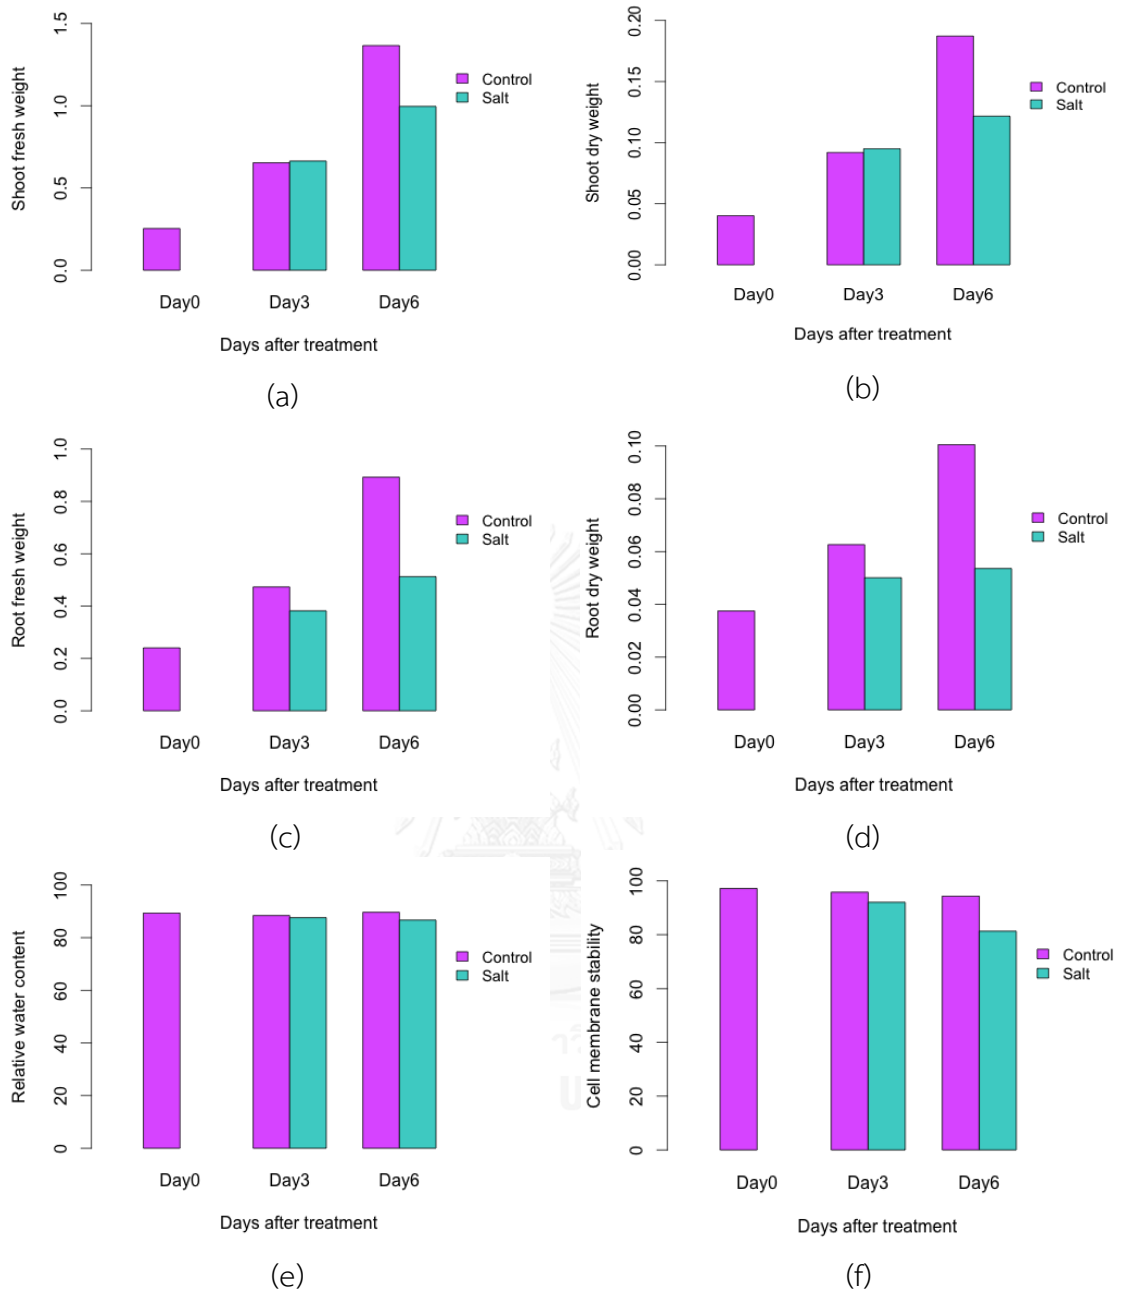 Shoot fresh weight
1.5
1.0
0.5
0.0
Control
Salt
Day0 Day3 Day6
Days after treatment
(a)
Shoot dry weight
0.20
0.15
0.10
0.05
0.00
Control
Salt
Day0 Day3 Day6
Days after treatment
(b)
Root fresh weight
1.0
0.8
0.6
0.4
0.2
0.0
Control
Salt
Day0 Day3 Day6
Days after treatment
(c)
Root dry weight
0.10
0.08
0.06
0.04
0.02
0.00
Control
Salt
Day0 Day3 Day6
Days after treatment
(d)
Relative water content
100
80
60
40
20
0
Control
Salt
Day0 Day3 Day6
Days after treatment
(e)
Cell membrane stability
100
80
60
40
20
0
Control
Salt
Day0 Day3 Day6
Days after treatment
(f)